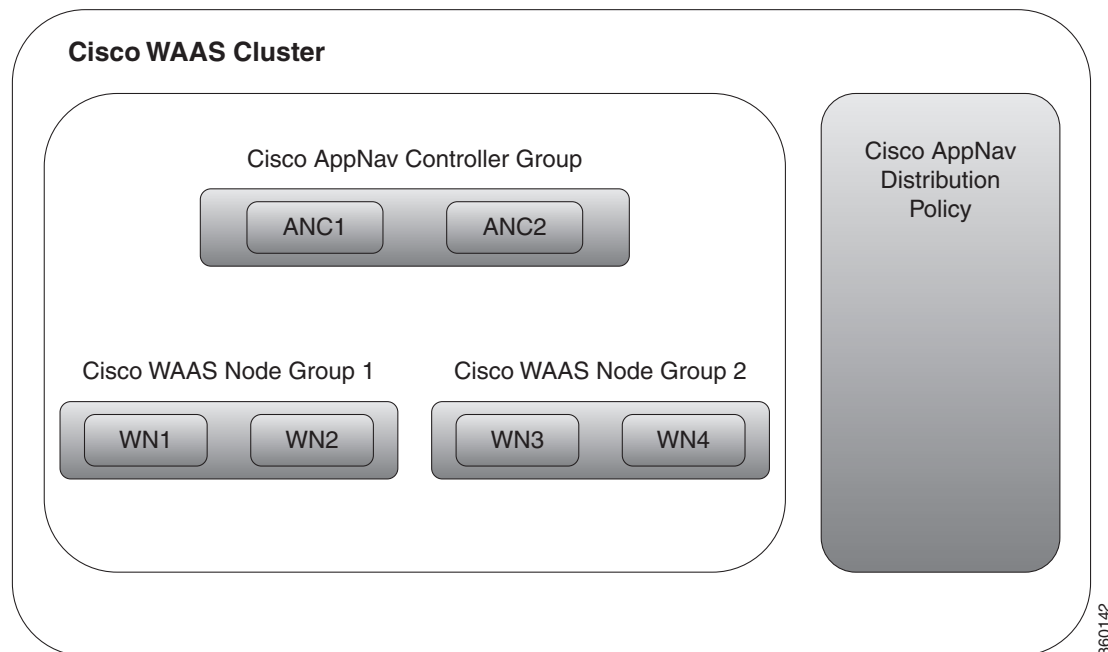 Cisco WAAS Cluster
Cisco AppNav Controller Group
ANC1
ANC2
Cisco WAAS Node Group 1
WN1
WN2
Cisco WAAS Node Group 2
WN3
WN4
Cisco AppNav
Distribution
Policy
360142